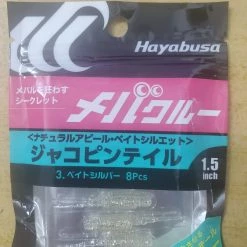 Hayabusa
メバルを狂わす
シークレット
メバクルー
<ナチュラルアピール・ベイトシルエット>
ジャコピンテイル
1.5
inch
3.ベイトシルバー 8Pcs